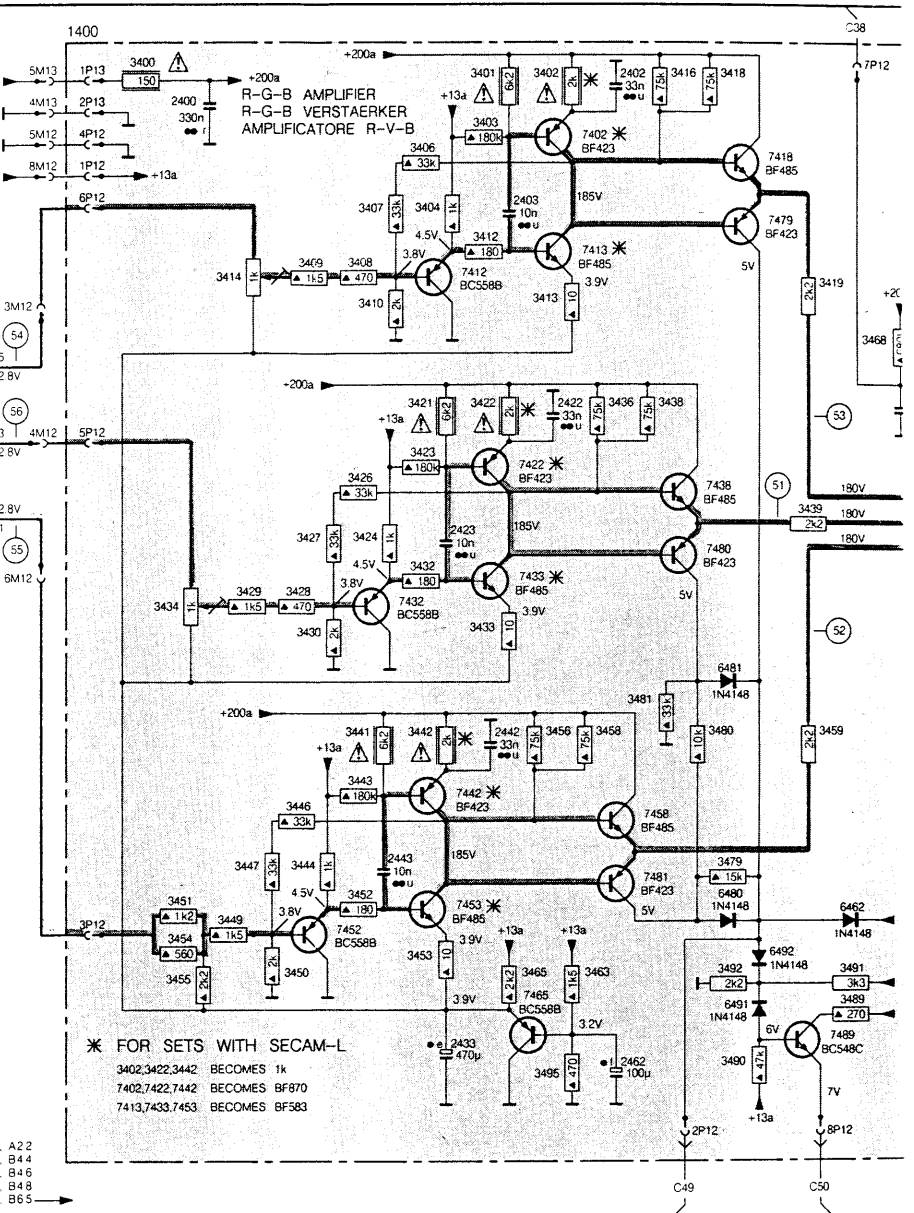 1400
C38
7P12
5M13 1P13
3400
150
+200a
4M13 2P13
2400
330n
5M12 4P12
8M12 1P12
+13a
6P12
R-G-B AMPLIFIER
R-G-B VERSTAERKER
AMPLIFICATORE R-V-B
+200a
3401
6k2
3402
2k
2402
33n
u
3416
75k
3418
75k
+13a
3403
180k
7402
BF423
3406
33k
7418
BF485
3407
33k
3404
1k
2403
10n
u
185V
7479
BF423
4.5V
3412
180
7413
BF485
5V
3.8V
3414
1k
3409
1k5
3408
470
7412
BC558B
3.9V
3413
10
3419
2k2
3410
2k
3M12
54
2.8V
3468
+200a
3421
6k2
3422
2k
2422
33n
u
3436
75k
3438
75k
53
56
4M12 5P12
2.8V
+13a
3423
180k
7422
BF423
3426
33k
7438
BF485
51
180V
3439
2k2
180V
180V
2.8V
55
3427
33k
3424
1k
2423
10n
u
185V
7480
BF423
6M12
4.5V
3432
180
7433
BF485
5V
3.8V
3434
1k
3429
1k5
3428
470
7432
BC558B
3.9V
3433
10
3430
2k
52
6481
1N4148
3481
33k
3480
10k
3459
2k2
+200a
3441
6k2
3442
2k
2442
33n
u
3456
75k
3458
75k
+13a
3443
180k
7442
BF423
3446
33k
7458
BF485
3447
33k
3444
1k
2443
10n
u
185V
7481
BF423
3479
15k
4.5V
3452
180
7453
BF485
5V
6480
1N4148
6462
1N4148
3451
1k2
3P12
3454
560
3449
1k5
3.8V
7452
BC558B
3.9V
3453
10
+13a
+13a
3455
2k2
3450
2k
3465
2k2
3463
1k5
6492
1N4148
3492
2k2
3491
3k3
3.9V
7465
BC558B
3.2V
6491
1N4148
3489
270
6V
7489
BC548C
2433
470µ
3495
470
2462
100µ
3490
47k
7V
+13a
* FOR SETS WITH SECAM-L
3402,3422,3442 BECOMES 1k
7402,7422,7442 BECOMES BF870
7413,7433,7453 BECOMES BF583
2P12
8P12
A22
B44
B46
B48
B65
C49
C50